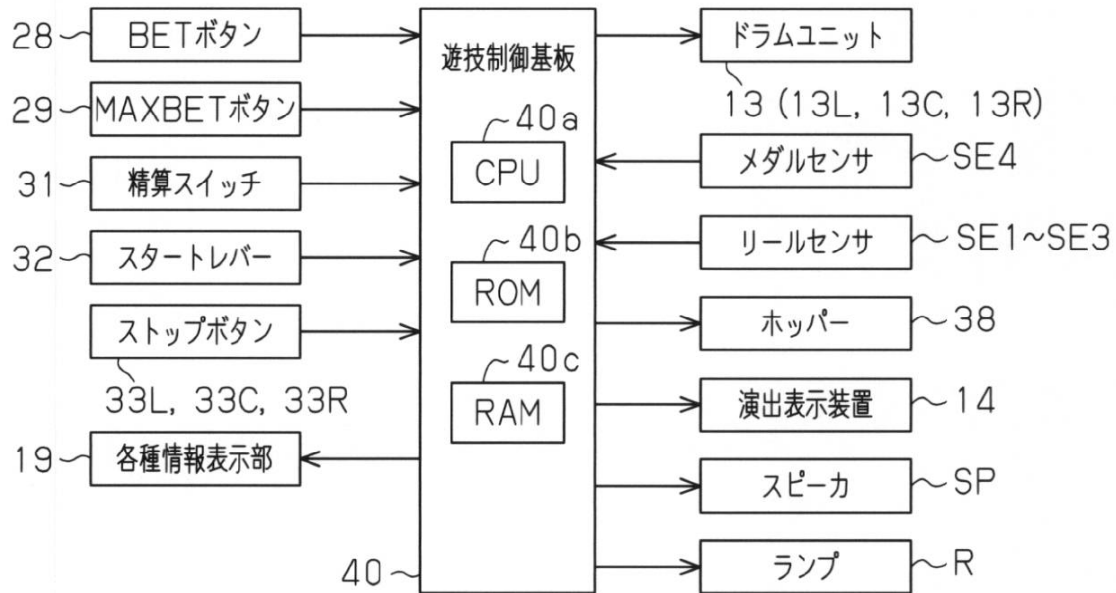 28
BETボタン
29
MAXBETボタン
31
精算スイッチ
32
スタートレバー
ストップボタン
33L, 33C, 33R
19
各種情報表示部
遊技制御基板
40a
CPU
40b
ROM
40c
RAM
40
ドラムユニット
13 (13L, 13C, 13R)
メダルセンサ
SE4
リールセンサ
SE1~SE3
ホッパー
38
演出表示装置
14
スピーカ
SP
ランプ
R